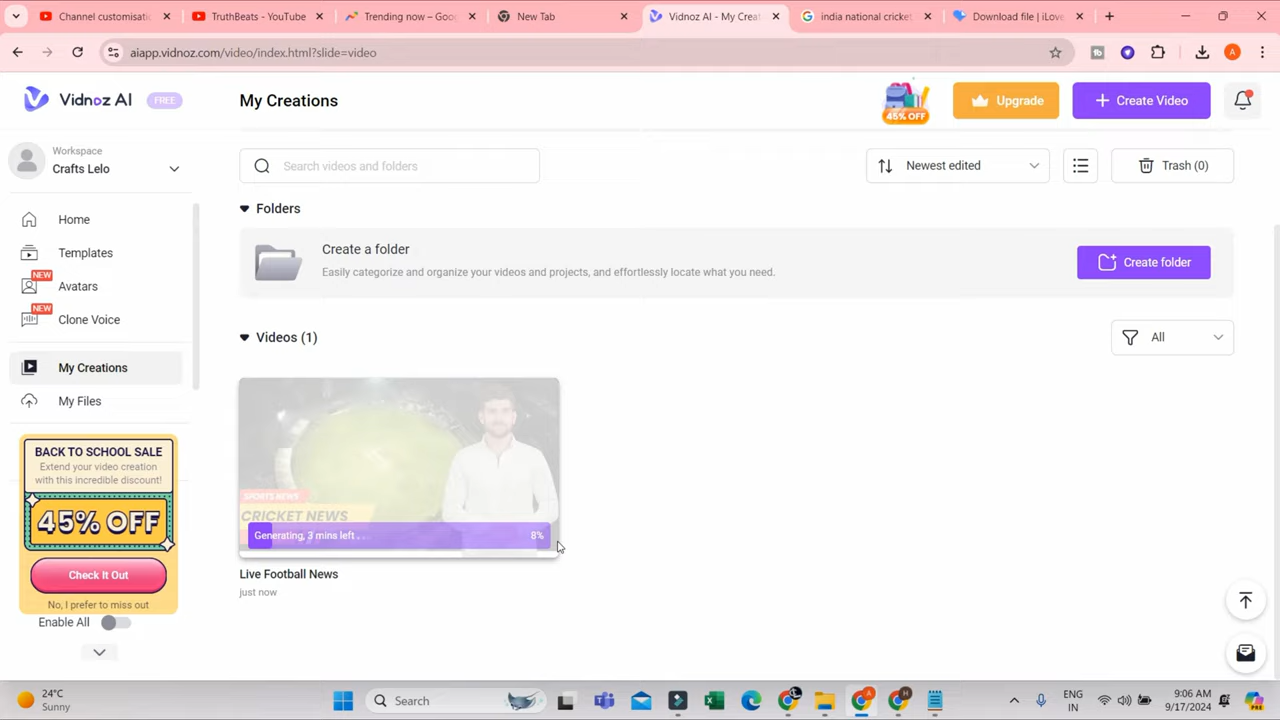 Channel customisati
TruthBeats - YouTube
Trending now – Goo
New Tab
Vidnoz AI - My Crea
india national cricket
Download file | iLove
aiapp.vidnoz.com/video/index.html?slide=video
Vidnoz AI
FREE
My Creations
45% OFF
Upgrade
+ Create Video
Workspace
Crafts Lelo
Search videos and folders
Newest edited
Trash (0)
Home
Templates
NEW
Avatars
NEW
Clone Voice
My Creations
My Files
Folders
Create a folder
Easily categorize and organize your videos and projects, and effortlessly locate what you need.
Create folder
Videos (1)
All
SPORTS NEWS
CRICKET NEWS
Generating, 3 mins left . . .
8%
Live Football News
just now
BACK TO SCHOOL SALE
Extend your video creation
with this incredible discount!
45% OFF
Check It Out
No, I prefer to miss out
Enable All
24°C
Sunny
Search
ENG
IN
9:06 AM
9/17/2024